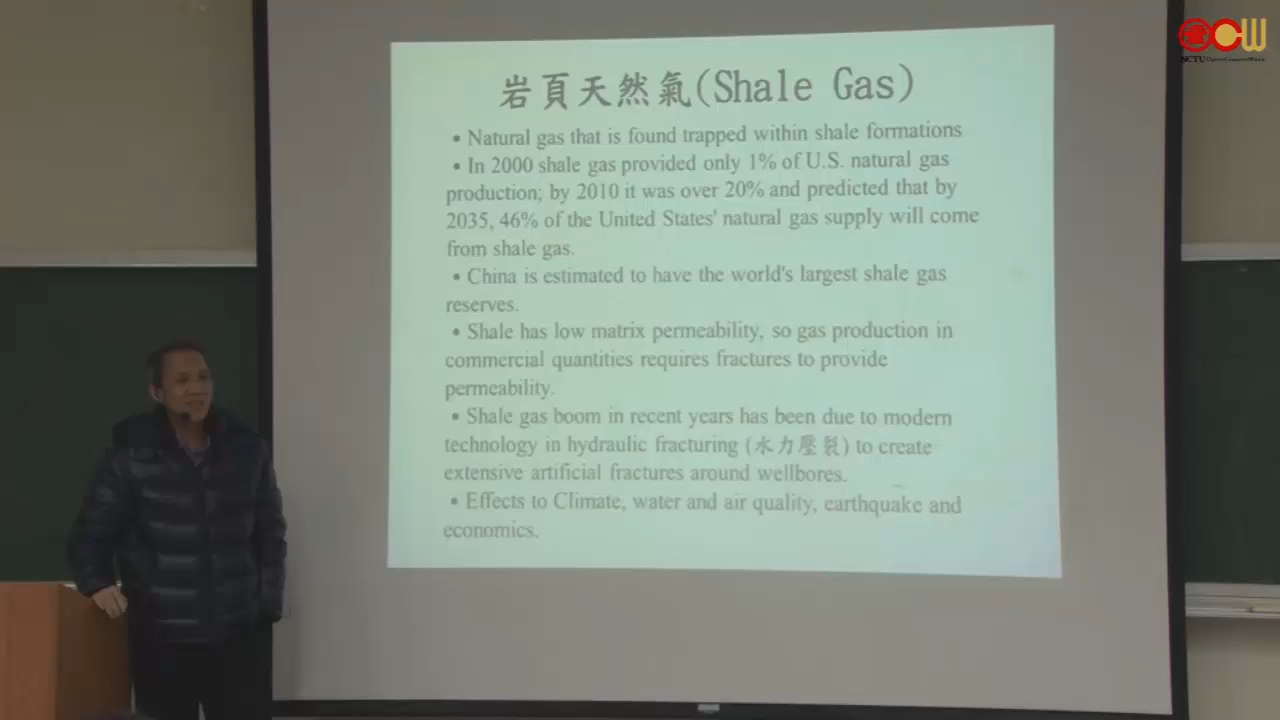 岩頁天然氣(Shale Gas)
• Natural gas that is found trapped within shale formations
• In 2000 shale gas provided only 1% of U.S. natural gas
production; by 2010 it was over 20% and predicted that by
2035, 46% of the United States' natural gas supply will come
from shale gas.
• China is estimated to have the world's largest shale gas
reserves.
• Shale has low matrix permeability, so gas production in
commercial quantities requires fractures to provide
permeability.
• Shale gas boom in recent years has been due to modern
technology in hydraulic fracturing (水力壓裂) to create
extensive artificial fractures around wellbores.
• Effects to Climate, water and air quality, earthquake and
economics.
OCW
NCTU OpenCourseWare